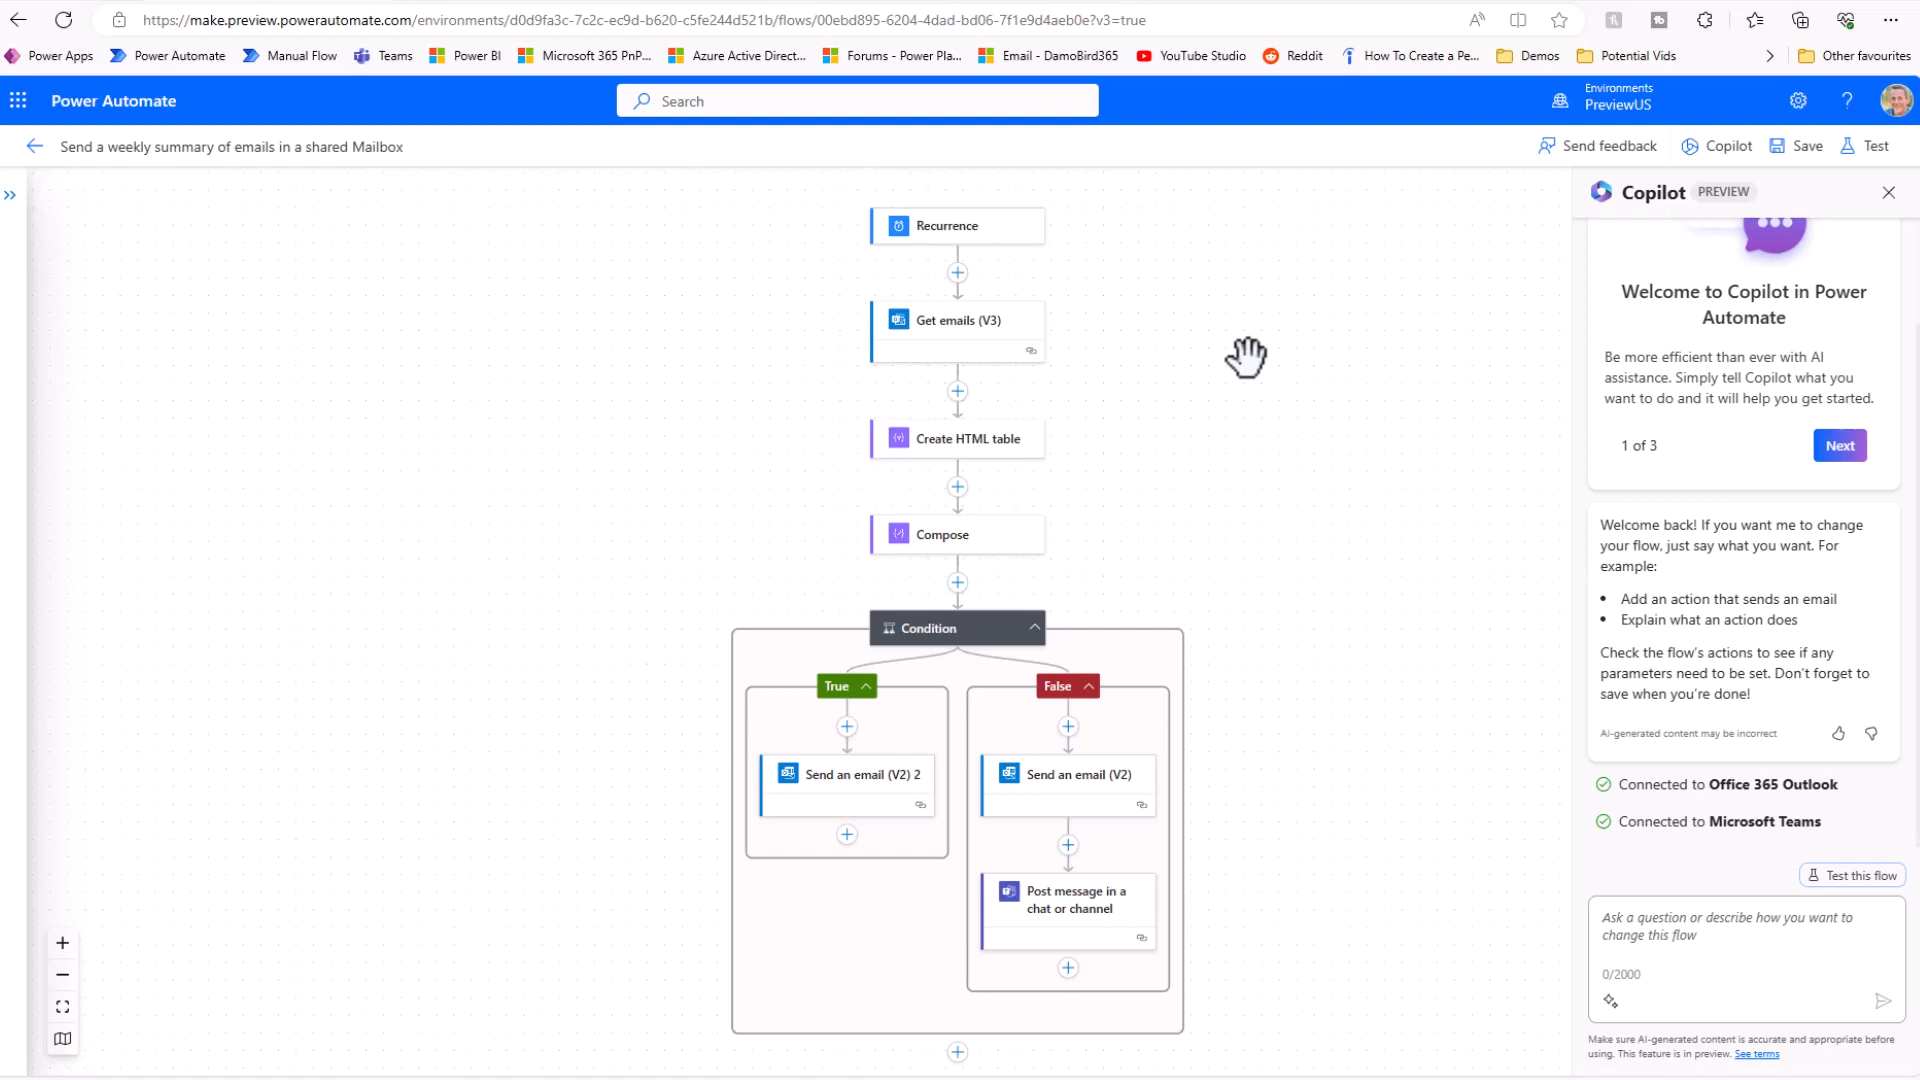 https://make.preview.powerautomate.com/environments/d0d9fa3c-7c2c-ec9d-b620-c5fe244d521b/flows/00ebd895-6204-4dad-bd06-7f1e9d4aeb0e?v3=true
Power Apps Power Automate Manual Flow Teams Power BI Microsoft 365 PnP... Azure Active Direct... Forums - Power Pla... Email - DamoBird365 YouTube Studio Reddit How To Create a Pe... Demos Potential Vids Other favourites
Power Automate
Search
Environments
PreviewUS
Send a weekly summary of emails in a shared Mailbox
Send feedback Copilot Save Test
Recurrence
Get emails (V3)
Create HTML table
Compose
Condition
True
False
Send an email (V2) 2
Send an email (V2)
Post message in a
chat or channel
Copilot PREVIEW
Welcome to Copilot in Power
Automate
Be more efficient than ever with AI
assistance. Simply tell Copilot what you
want to do and it will help you get started.
1 of 3
Next
Welcome back! If you want me to change
your flow, just say what you want. For
example:
• Add an action that sends an email
• Explain what an action does
Check the flow's actions to see if any
parameters need to be set. Don't forget to
save when you're done!
AI-generated content may be incorrect
Connected to Office 365 Outlook
Connected to Microsoft Teams
Test this flow
Ask a question or describe how you want to
change this flow
0/2000
Make sure AI-generated content is accurate and appropriate before
using. This feature is in preview. See terms